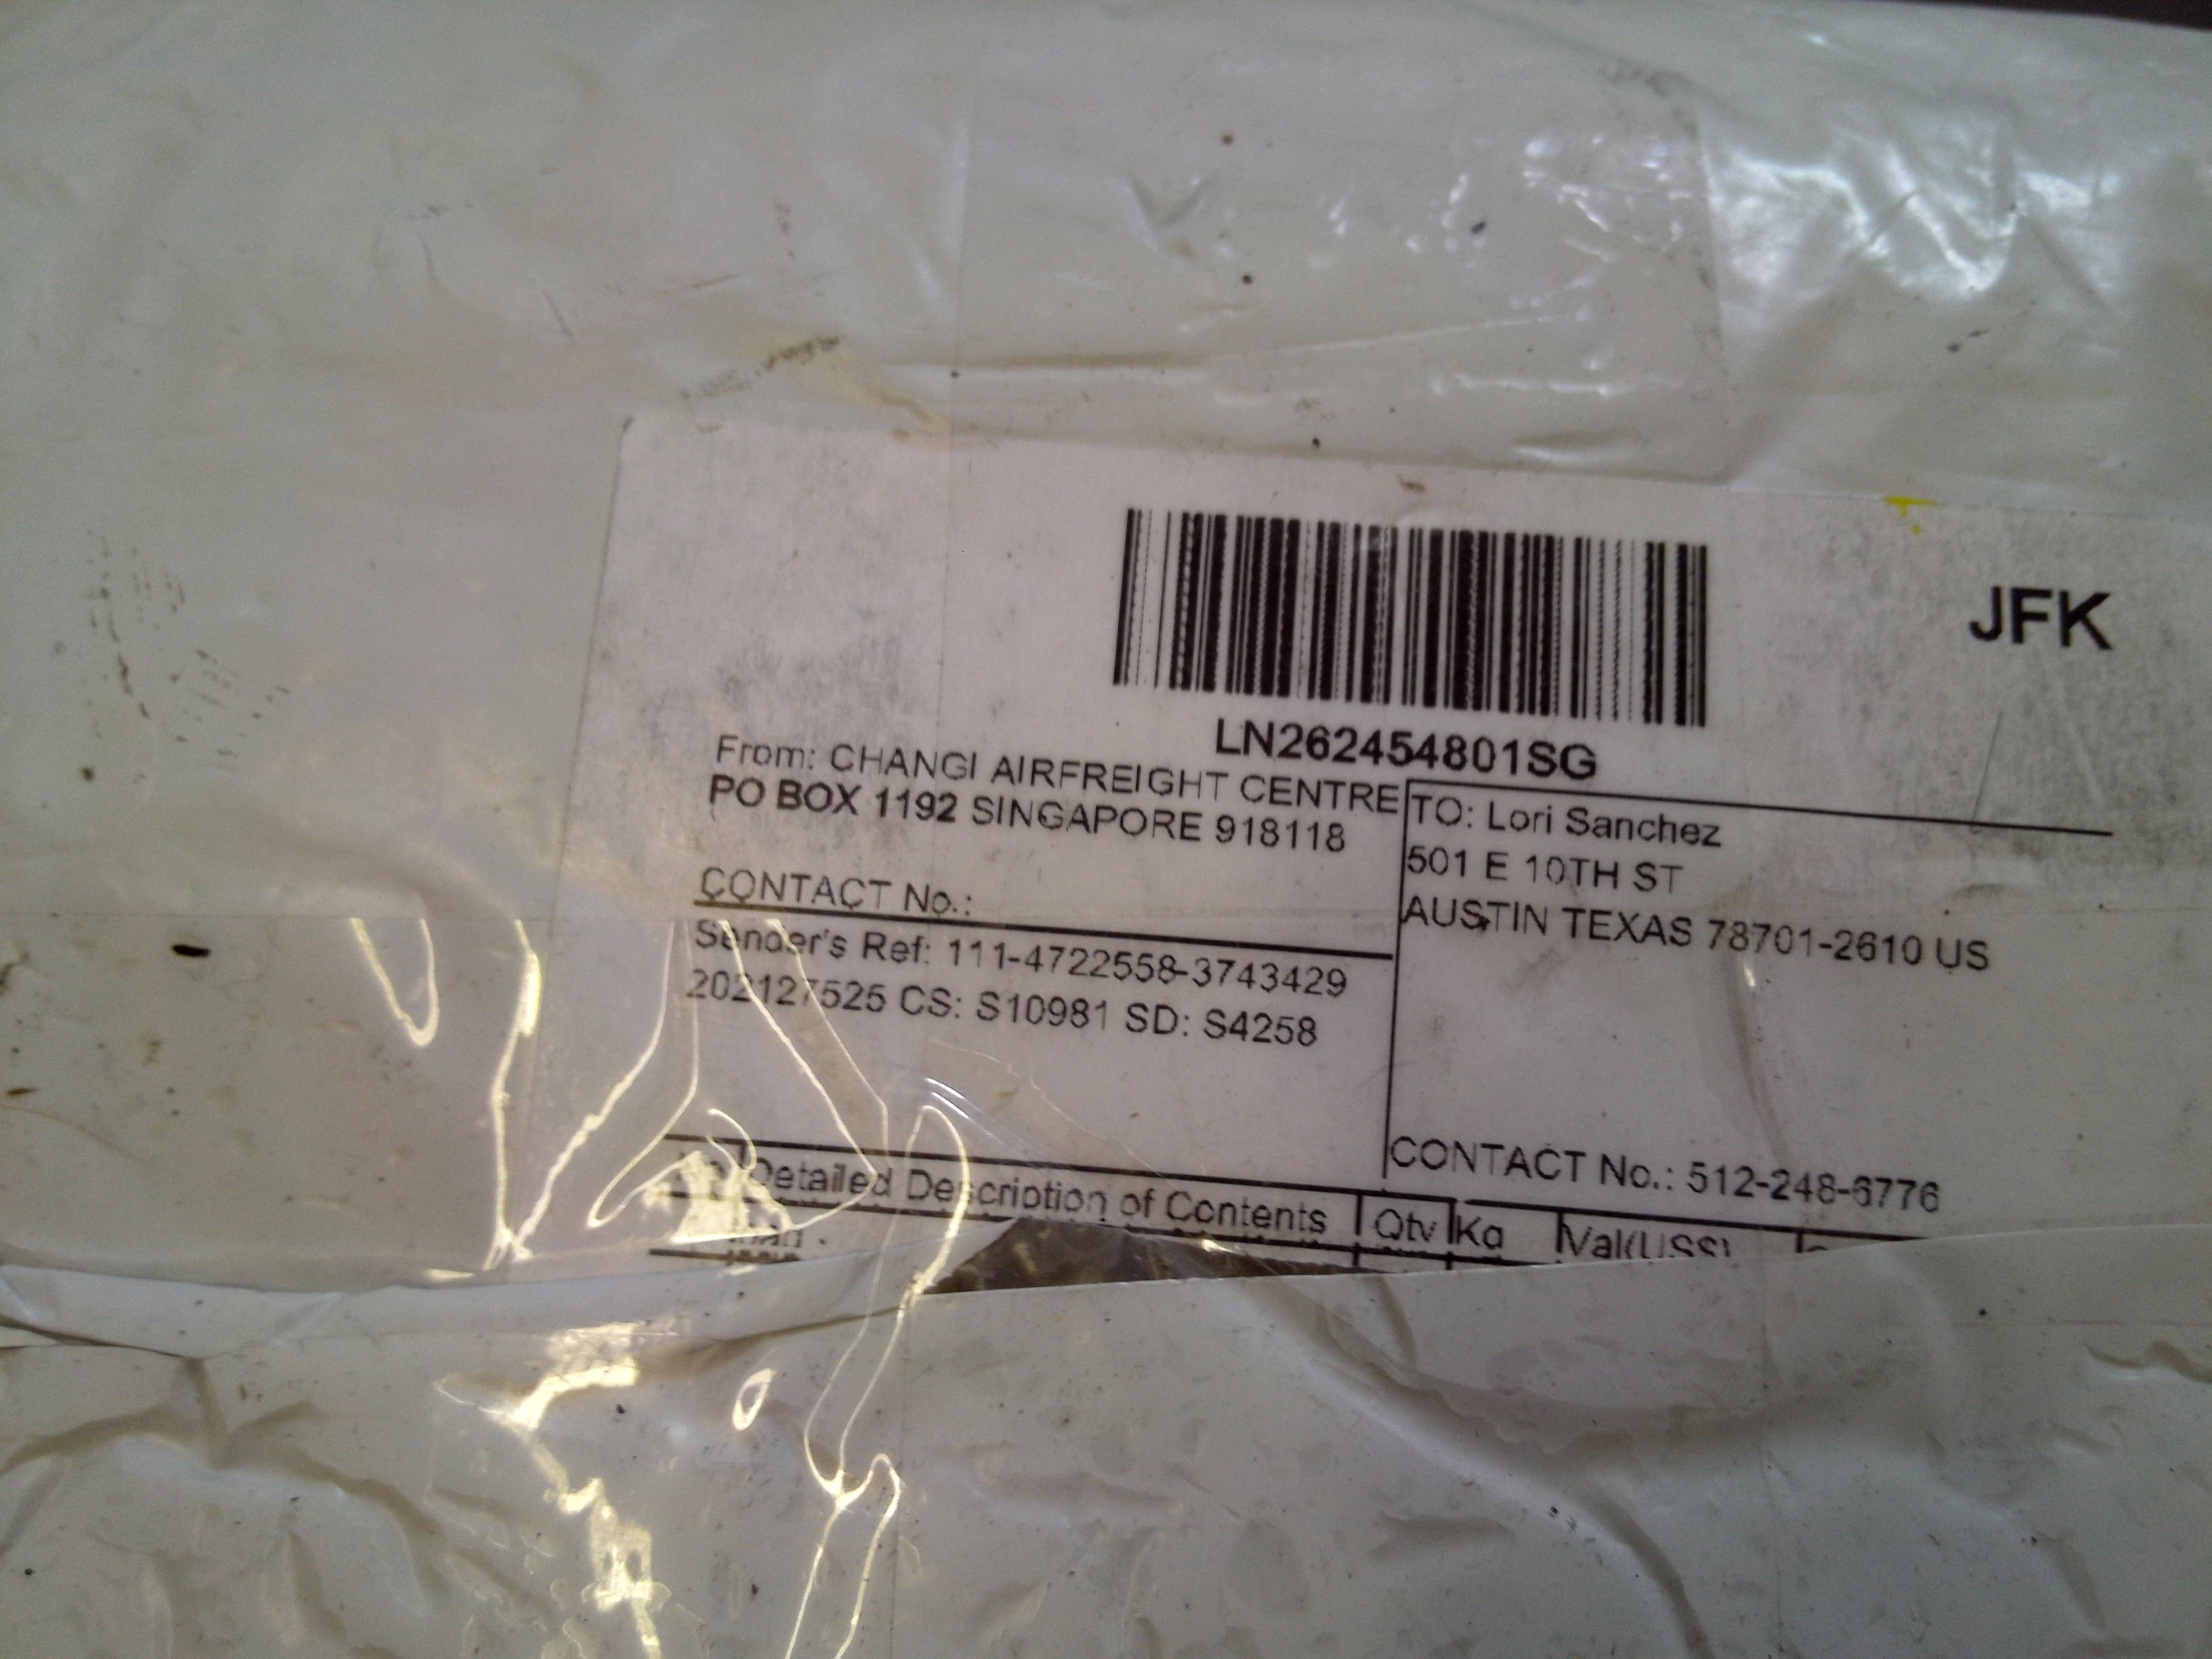 JFK
LN262454801SG
From: CHANGI AIRFREIGHT CENTRE
PO BOX 1192 SINGAPORE 918118
CONTACT No.:
Sender's Ref: 111-4722558-3743429
202127525 CS: S10981 SD: S4258
TO: Lori Sanchez
501 E 10TH ST
AUSTIN TEXAS 78701-2610 US
CONTACT No.: 512-248-6776
Detailed Description of Contents Qty Kg Val(US$)